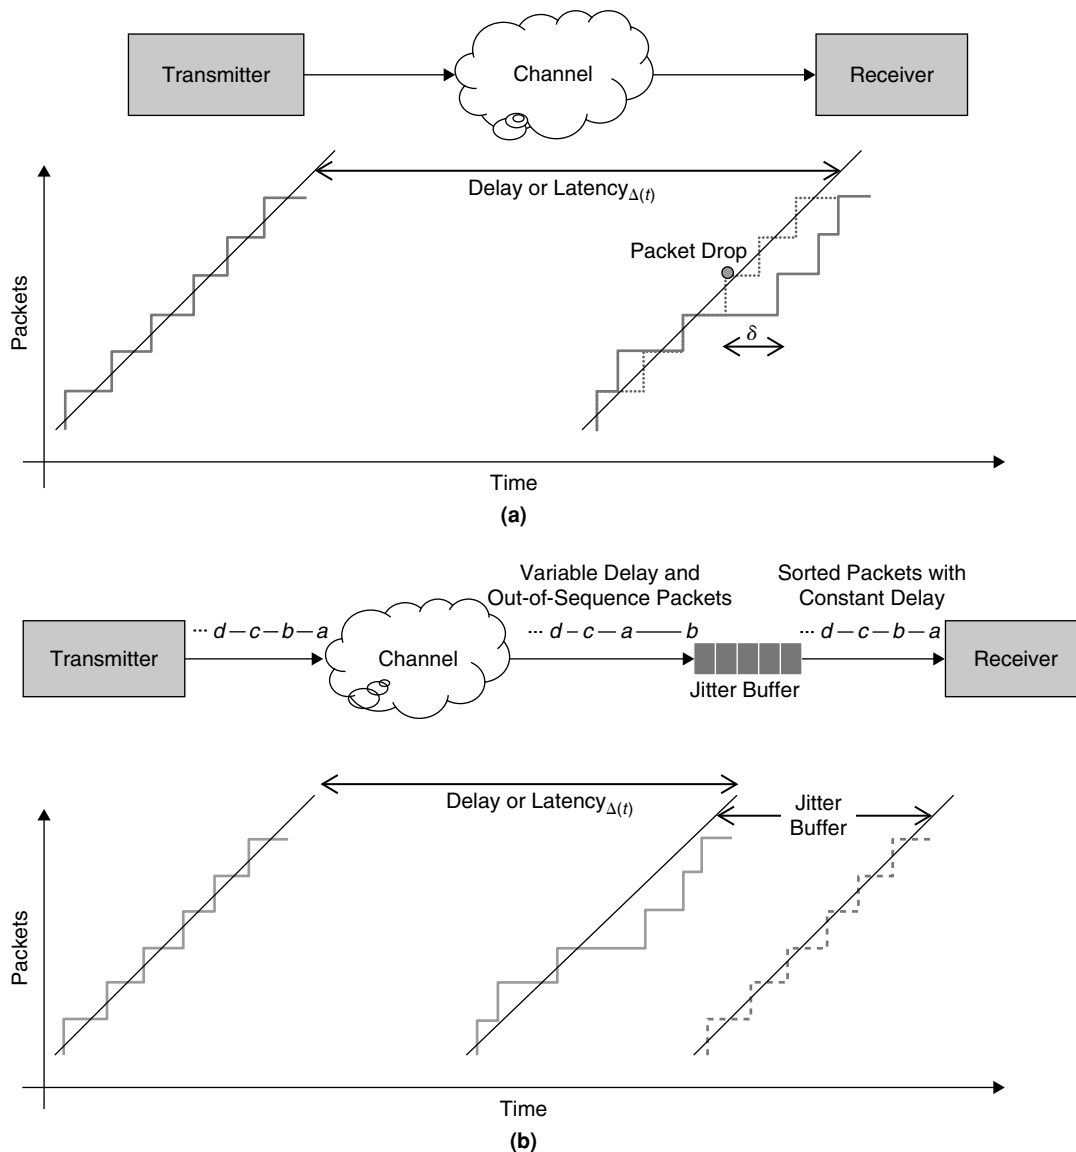 Transmitter
Channel
Receiver
Delay or Latency Δ(t)
Packet Drop
δ
Packets
Time
(a)
Variable Delay and
Out-of-Sequence Packets
Sorted Packets with
Constant Delay
··· d – c – b – a
··· d – c – a —— b
··· d – c – b – a
Transmitter
Channel
Jitter Buffer
Receiver
Delay or Latency Δ(t)
Jitter
Buffer
Packets
Time
(b)